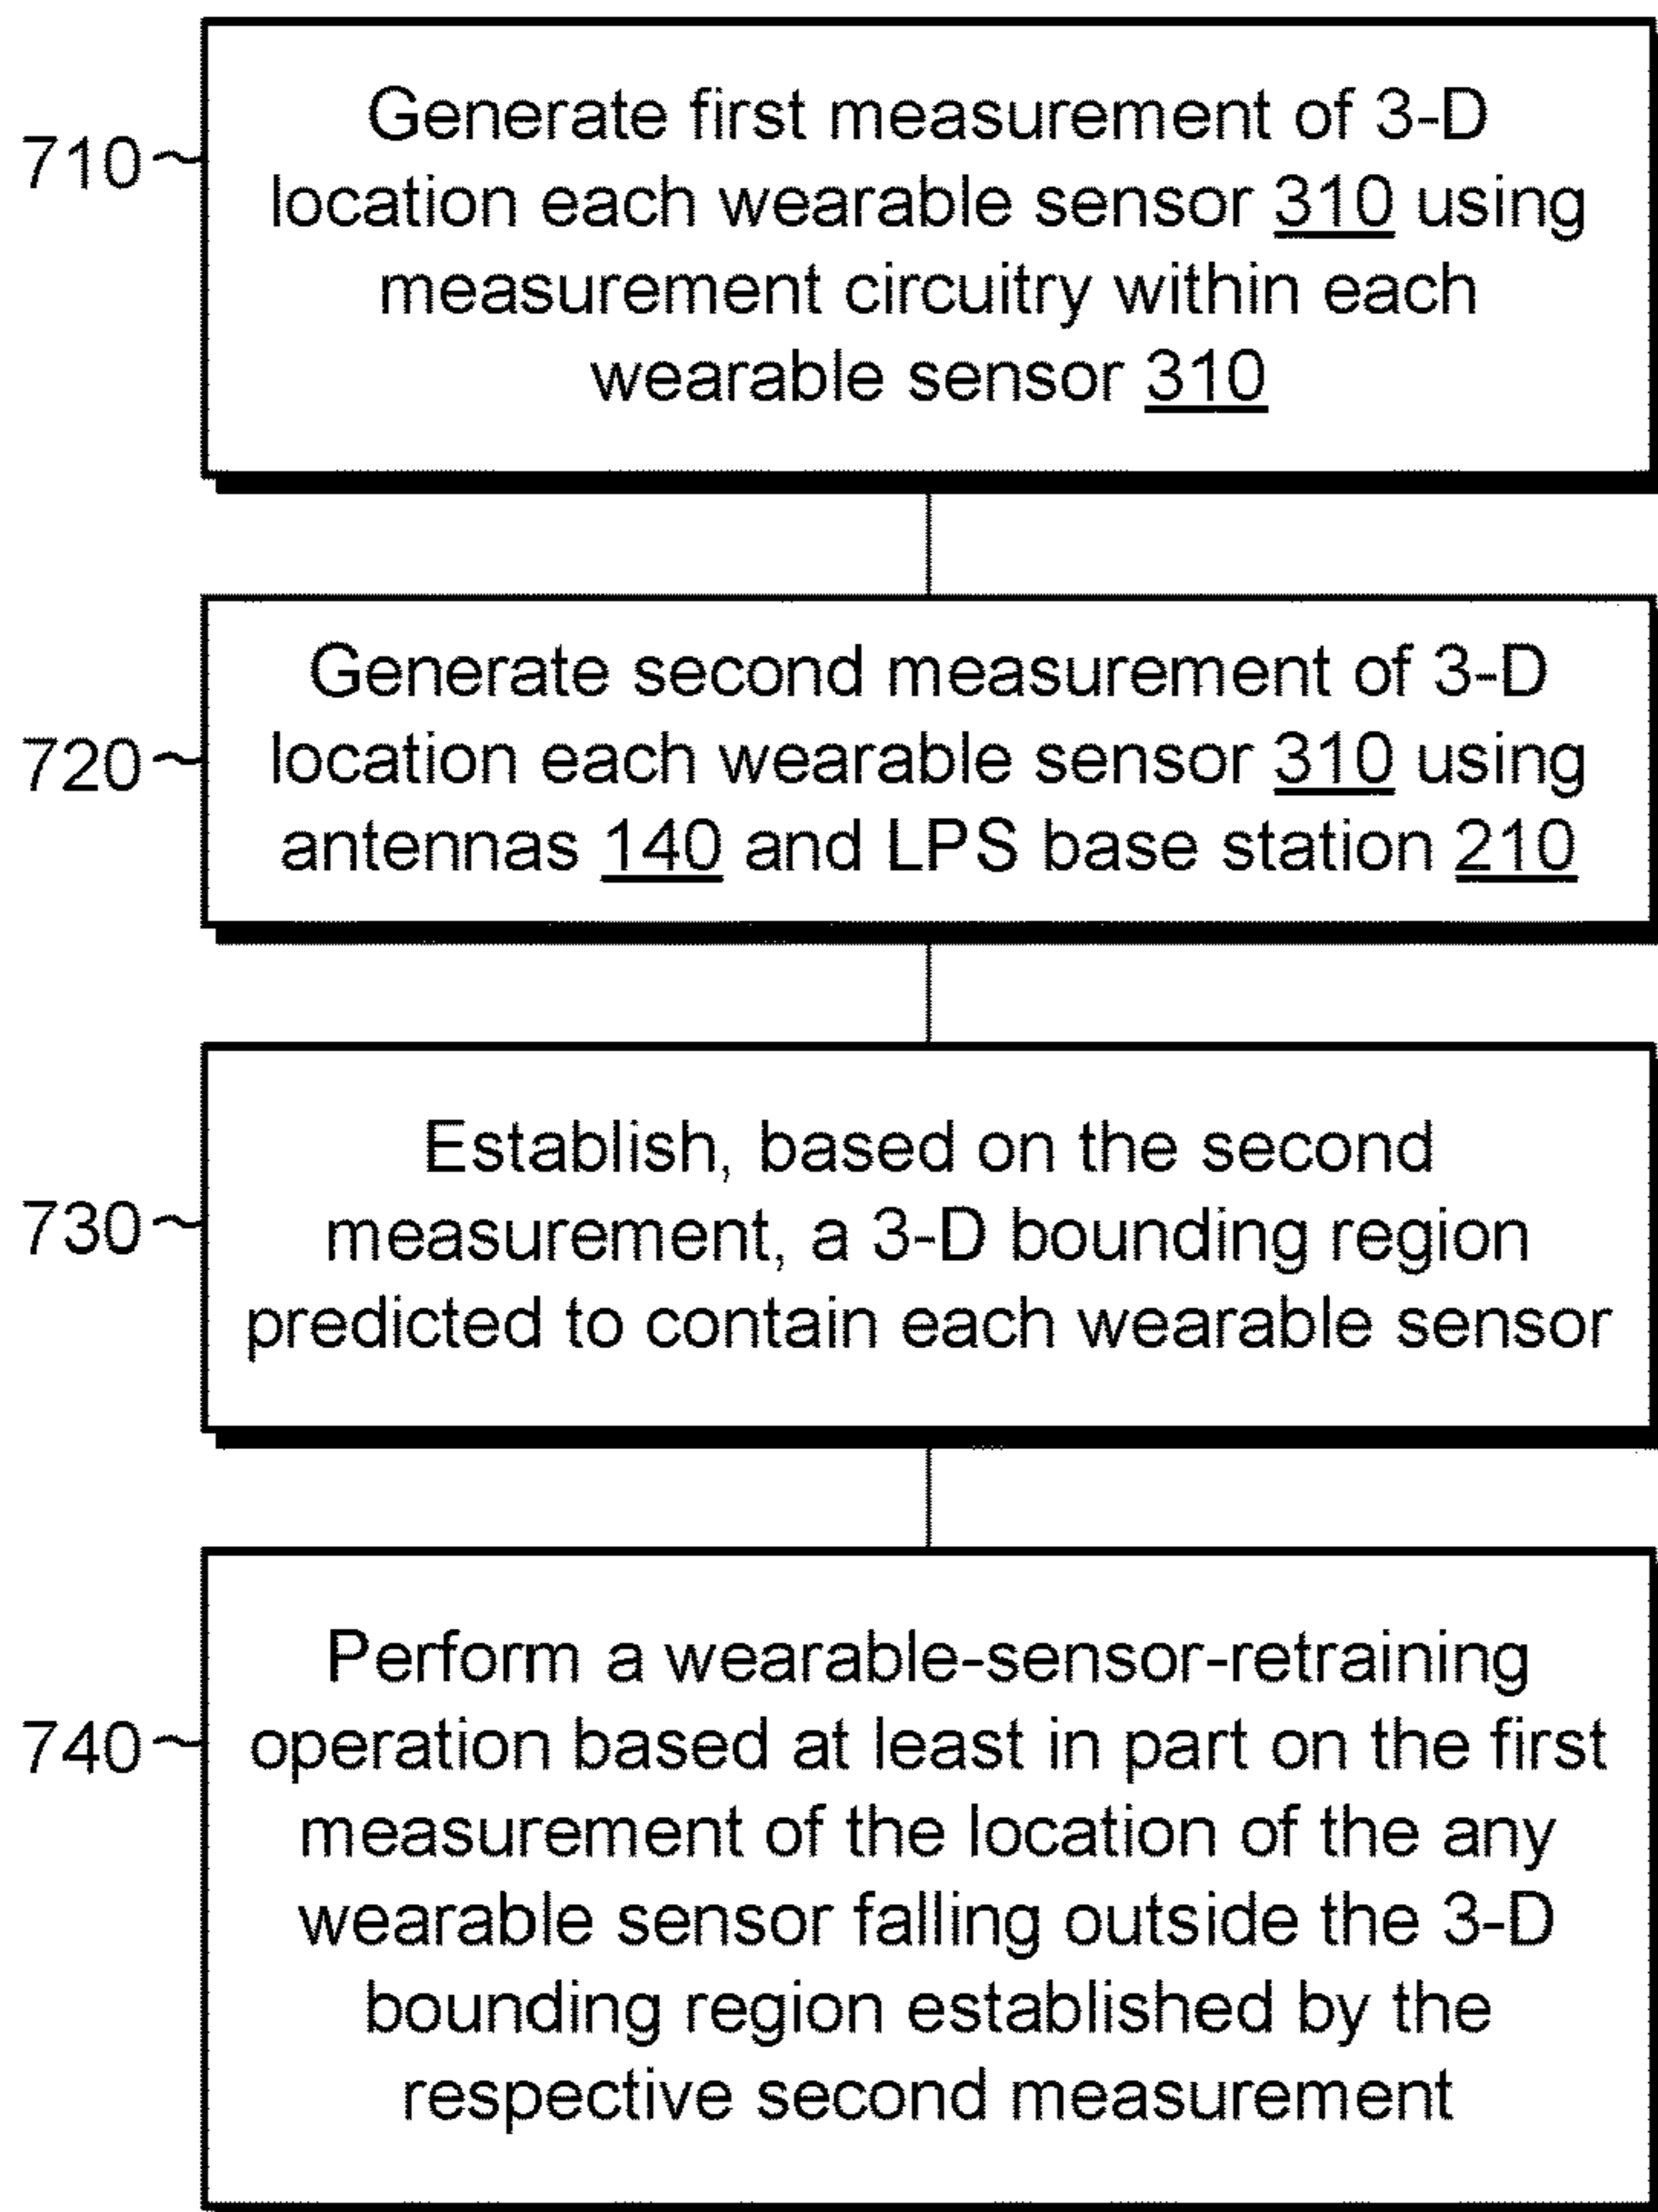 710
Generate first measurement of 3-D
location each wearable sensor 310 using
measurement circuitry within each
wearable sensor 310
720
Generate second measurement of 3-D
location each wearable sensor 310 using
antennas 140 and LPS base station 210
730
Establish, based on the second
measurement, a 3-D bounding region
predicted to contain each wearable sensor
740
Perform a wearable-sensor-retraining
operation based at least in part on the first
measurement of the location of the any
wearable sensor falling outside the 3-D
bounding region established by the
respective second measurement